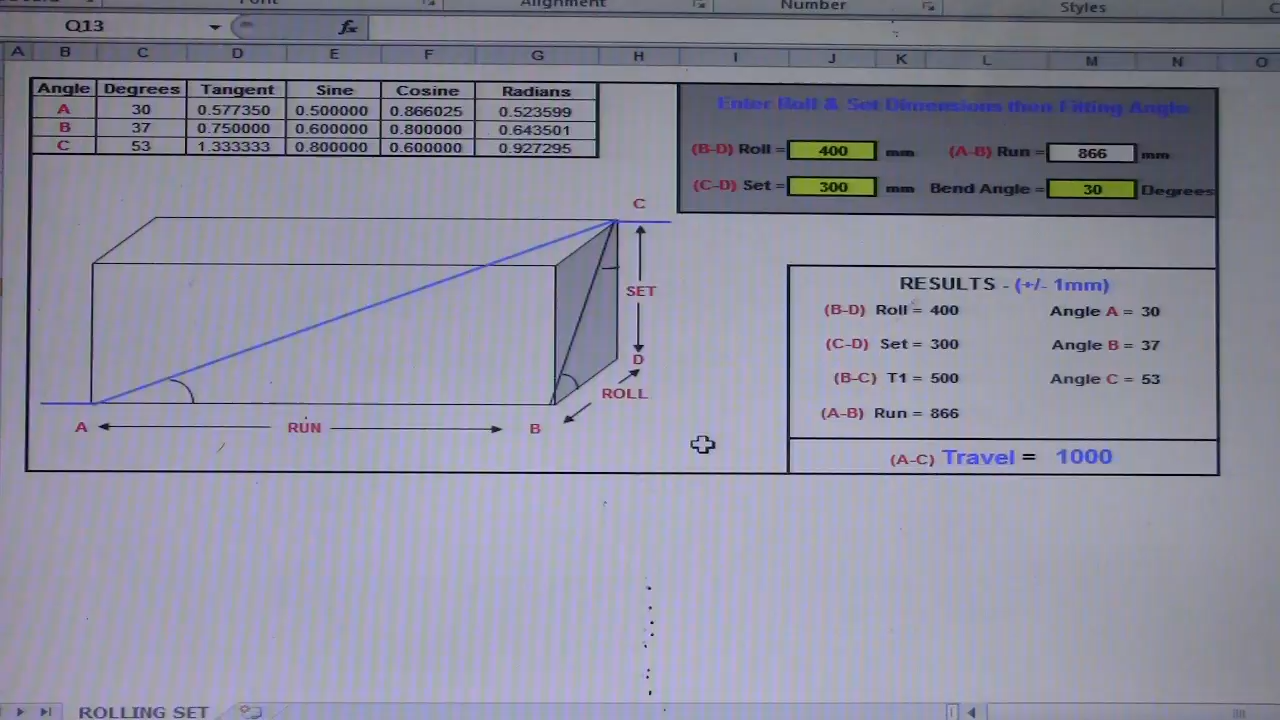 Font Alignment Number Styles
Q13 fx
A B C D E F G H I J K L M N O
Angle Degrees Tangent Sine Cosine Radians
A 30 0.577350 0.500000 0.866025 0.523599
B 37 0.750000 0.600000 0.800000 0.643501
C 53 1.333333 0.800000 0.600000 0.927295
Enter Roll & Set Dimensions then Fitting Angle
(B-D) Roll = 400 mm (A-B) Run = 866 mm
(C-D) Set = 300 mm Bend Angle = 30 Degrees
C
SET
D
ROLL
A RUN B
RESULTS - (+/- 1mm)
(B-D) Roll = 400 Angle A = 30
(C-D) Set = 300 Angle B = 37
(B-C) T1 = 500 Angle C = 53
(A-B) Run = 866
(A-C) Travel = 1000
ROLLING SET